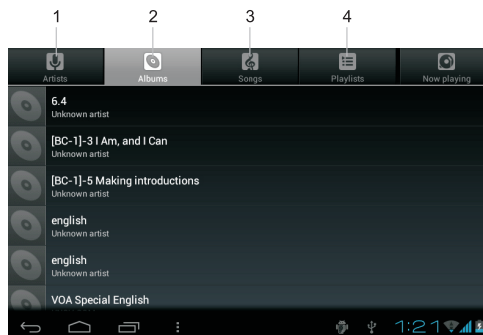 1 2 3 4
Artists Albums Songs Playlists Now playing
6.4
Unknown artist
[BC-1]-3 I Am, and I Can
Unknown artist
[BC-1]-5 Making introductions
Unknown artist
english
Unknown artist
english
Unknown artist
VOA Special English
1:21